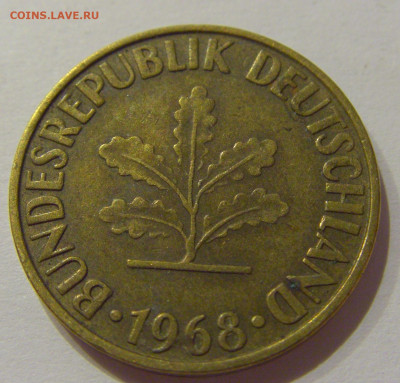 COINS.LAVE.RU
BUNDESREPUBLIK DEUTSCHLAND
· 1968 ·